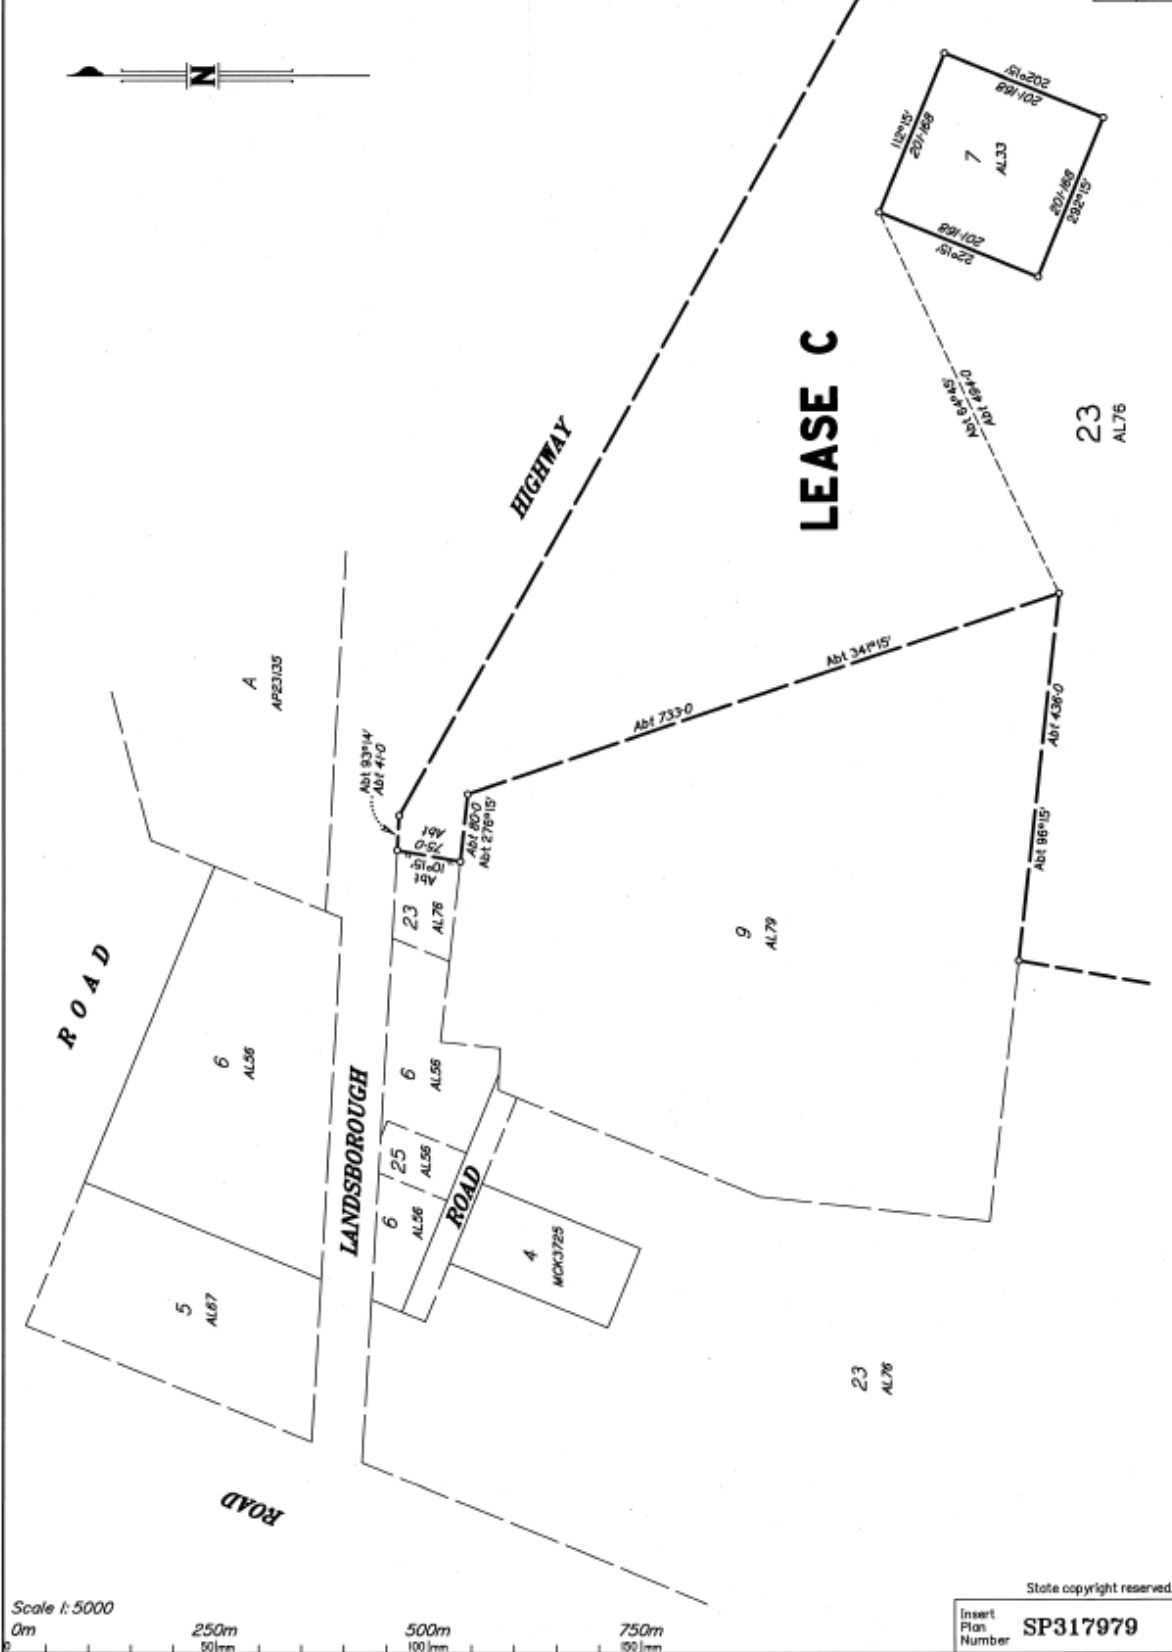 N
112°15'
201·168
202°15'
201·168
7
AL33
201·168
292°15'
201·168
22°15'
LEASE C
Abt 64°45'
Abt 494·0
23
AL76
HIGHWAY
A
AP23135
Abt 341°15'
Abt 733·0
Abt 436·0
Abt 96°15'
Abt 93°14'
Abt 41·0
Abt
75·0
Abt 80·0
Abt 276°15'
10°15'
Abt
23
AL76
9
AL79
ROAD
6
AL56
6
AL56
LANDSBOROUGH
25
AL56
ROAD
6
AL56
4
MCK3725
5
AL67
23
AL76
ROAD
State copyright reserved.
Scale 1:5000
0m 250m 500m 750m
0 50mm 100mm 150mm
Insert
Plan
Number
SP317979